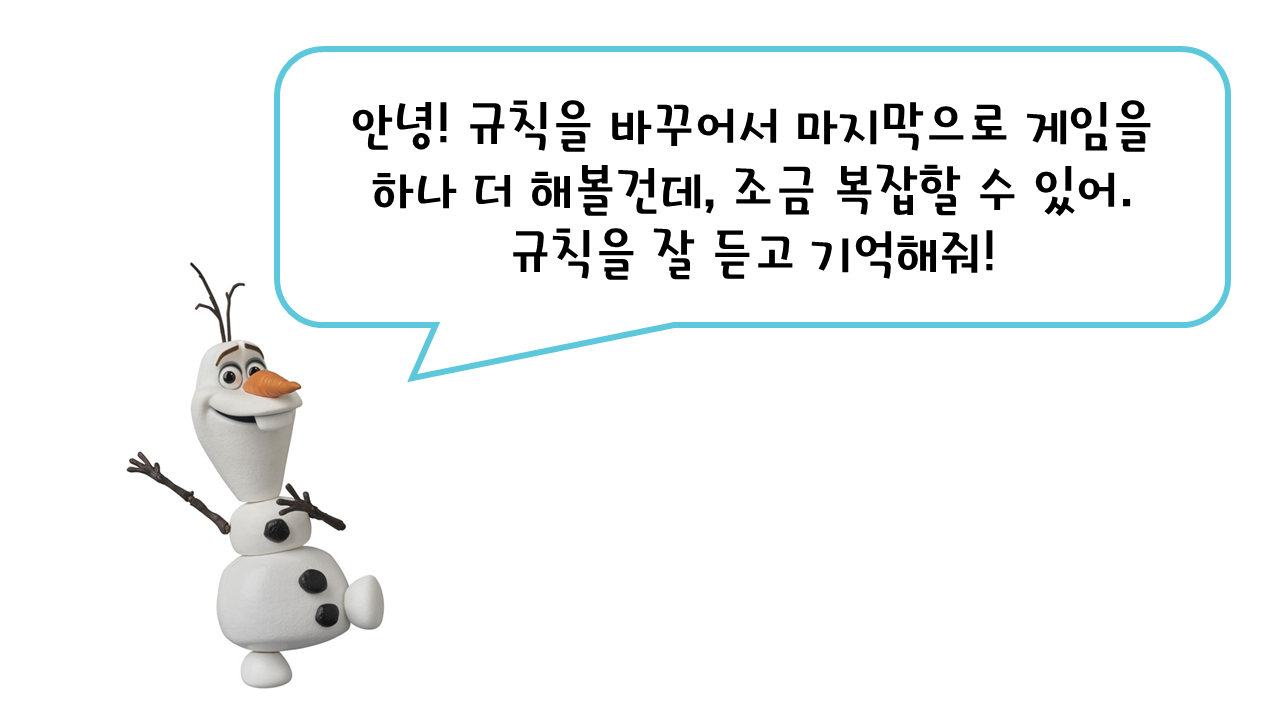 안녕! 규칙을 바꾸어서 마지막으로 게임을
하나 더 해볼건데, 조금 복잡할 수 있어.
규칙을 잘 듣고 기억해줘!